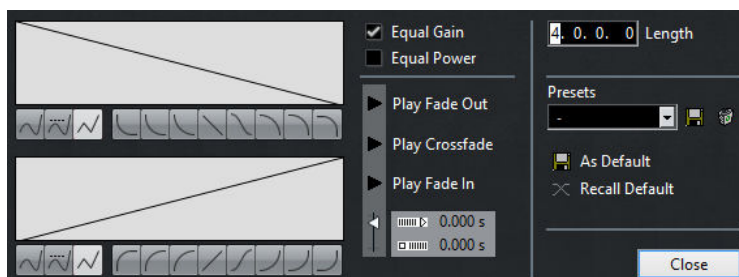 Equal Gain
Equal Power
Play Fade Out
Play Crossfade
Play Fade In
0.000 s
0.000 s
4. 0. 0. 0 Length
Presets
-
As Default
Recall Default
Close